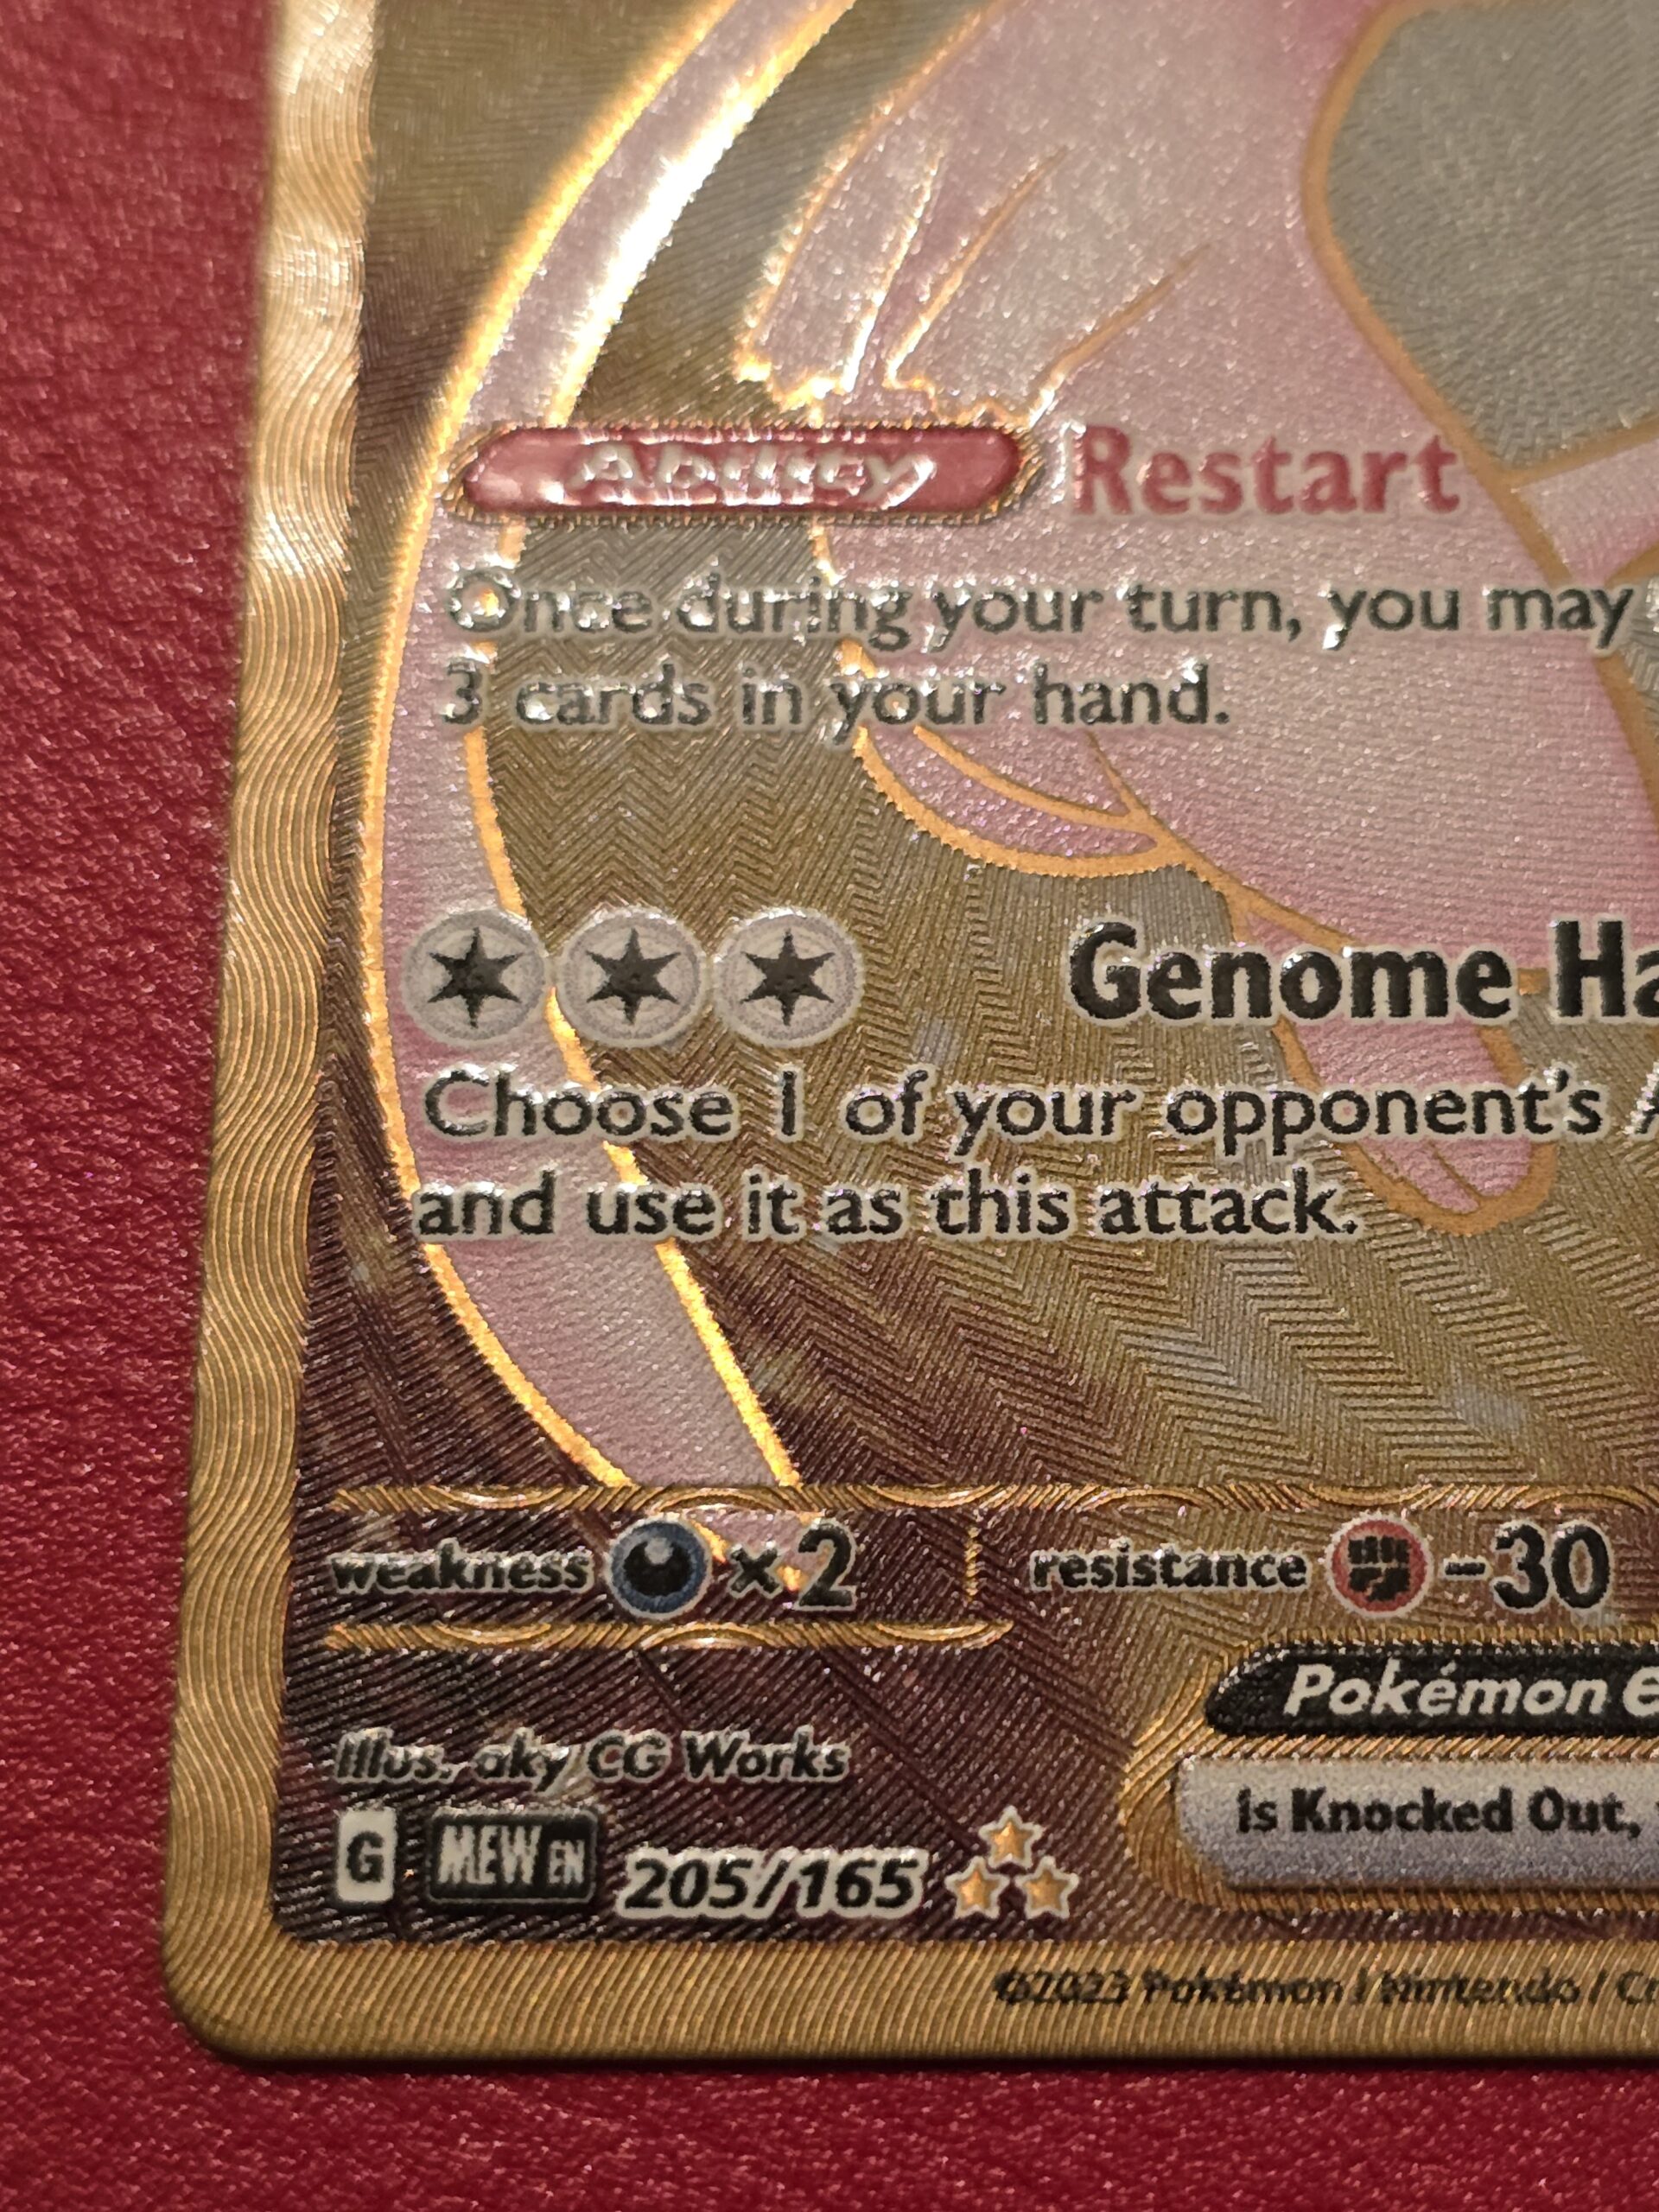 Ability Restart
Once during your turn, you may
3 cards in your hand.
Genome Ha
Choose 1 of your opponent's A
and use it as this attack.
weakness ×2 resistance -30
Pokémon e
Illus. aky CG Works
is Knocked Out,
G MEW EN 205/165
©2023 Pokémon / Nintendo / Cr